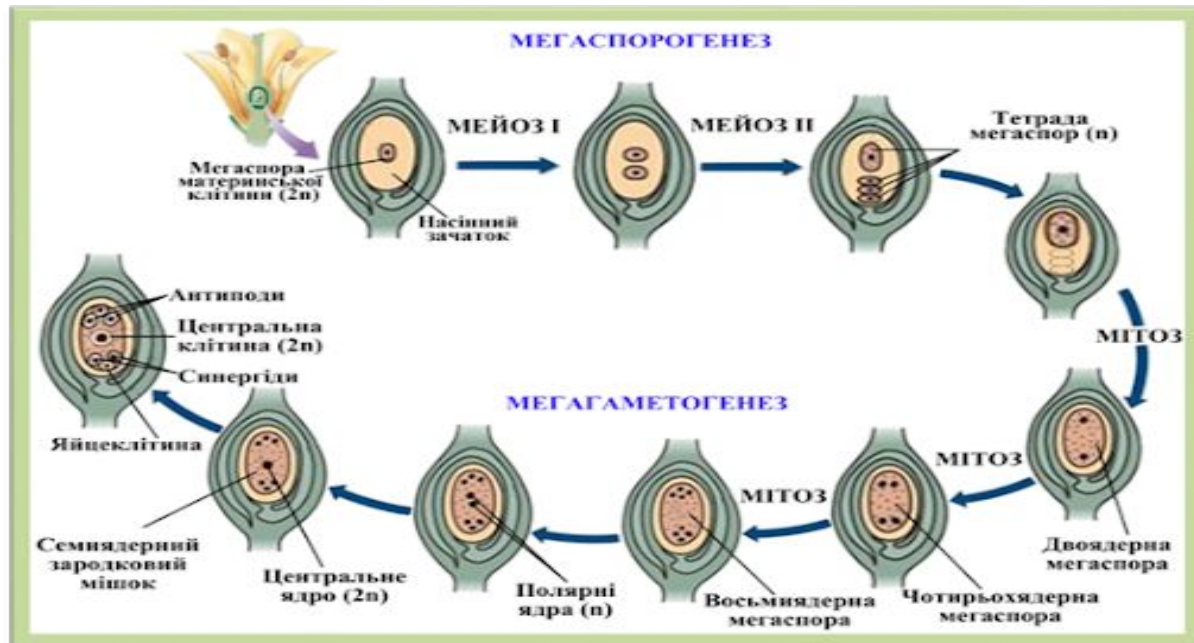 МЕГАСПОРОГЕНЕЗ
МЕЙОЗ I
МЕЙОЗ II
Тетрада
мегаспор (n)
Мегаспора
материнської
клітини (2n)
Насінний
зачаток
МІТОЗ
Антиподи
Центральна
клітина (2n)
Синергіди
Яйцеклітина
МЕГАГАМЕТОГЕНЕЗ
МІТОЗ
МІТОЗ
Двоядерна
мегаспора
Чотирьохядерна
мегаспора
Восьмиядерна
мегаспора
Полярні
ядра (n)
Центральне
ядро (2n)
Семиядерний
зародковий
мішок